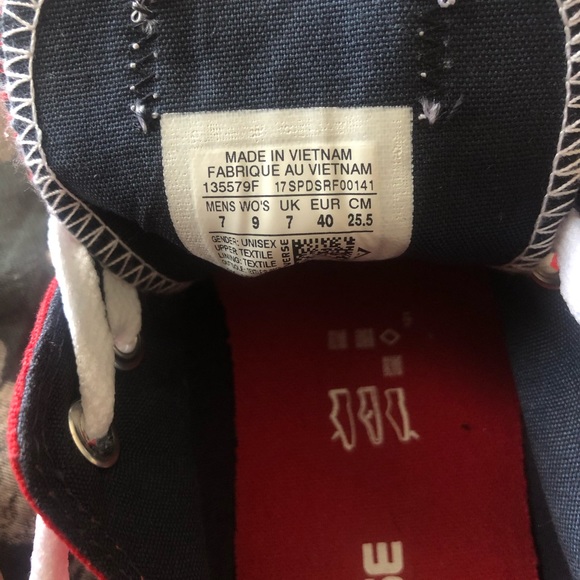 MADE IN VIETNAM
FABRIQUE AU VIETNAM
135579F 17SPDSRF00141
MENS WO'S UK EUR CM
7 9 7 40 25.5
GENDER: UNISEX
UPPER: TEXTILE
LINING: TEXTILE